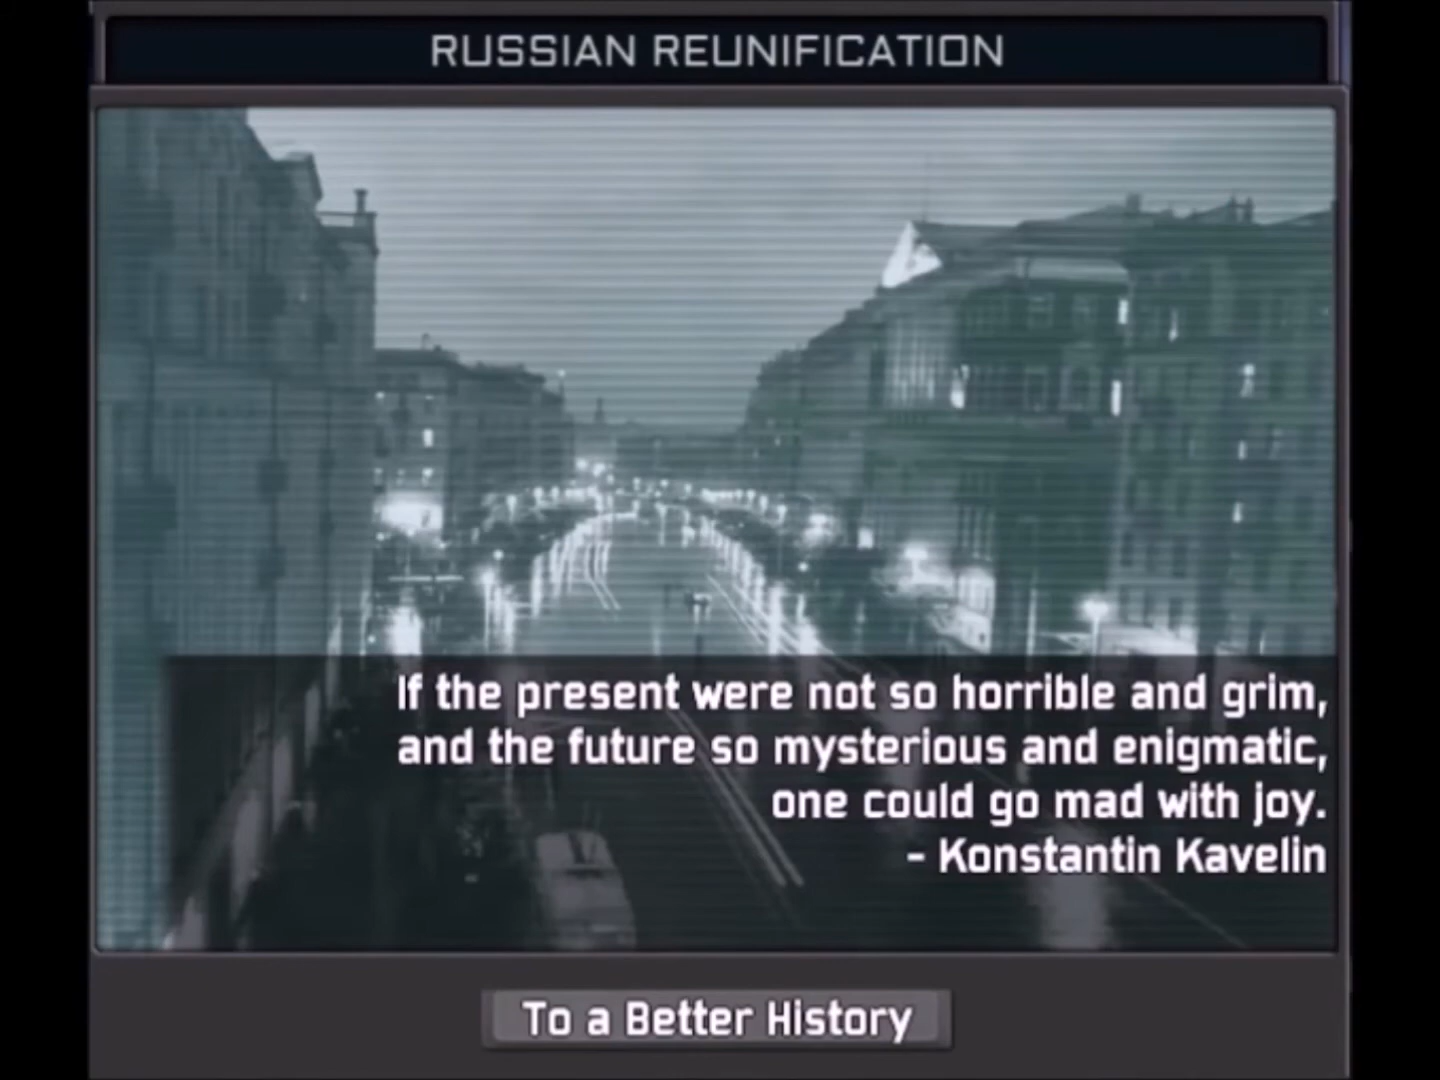 RUSSIAN REUNIFICATION
If the present were not so horrible and grim,
and the future so mysterious and enigmatic,
one could go mad with joy.
- Konstantin Kavelin
To a Better History